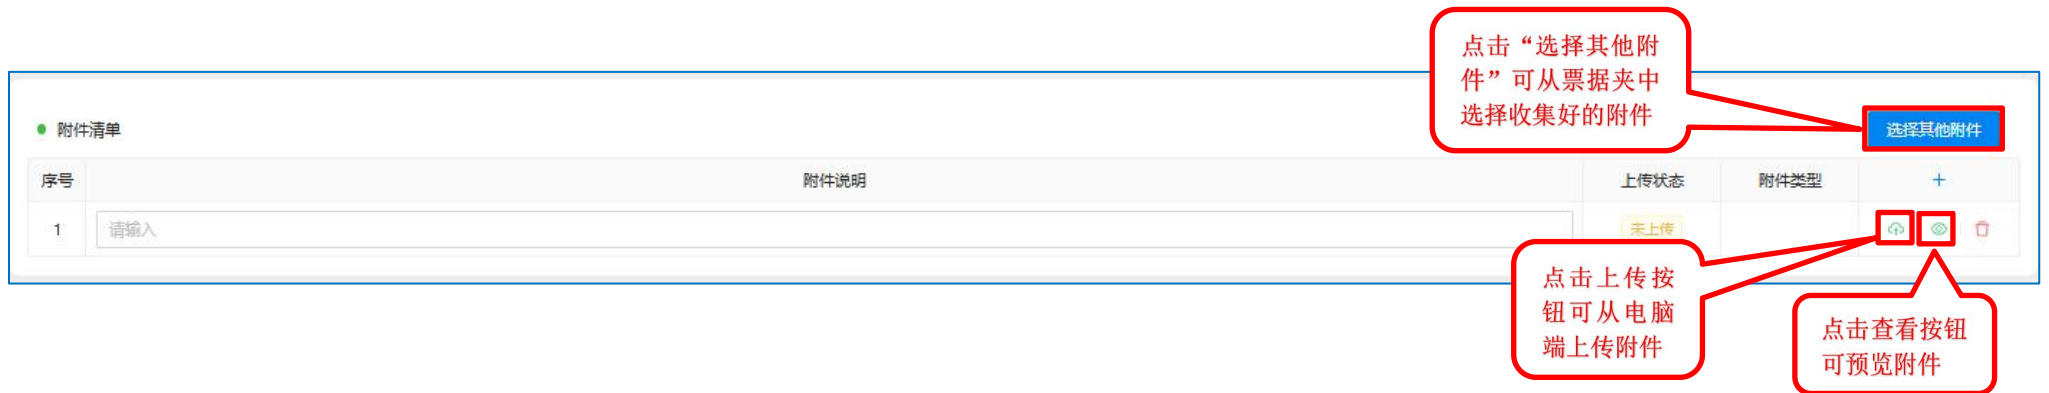 点击“选择其他附
件”可从票据夹中
选择收集好的附件
附件清单
选择其他附件
序号 附件说明 上传状态 附件类型 +
1 请输入 未上传
点击上传按
钮可从电脑
端上传附件
点击查看按钮
可预览附件